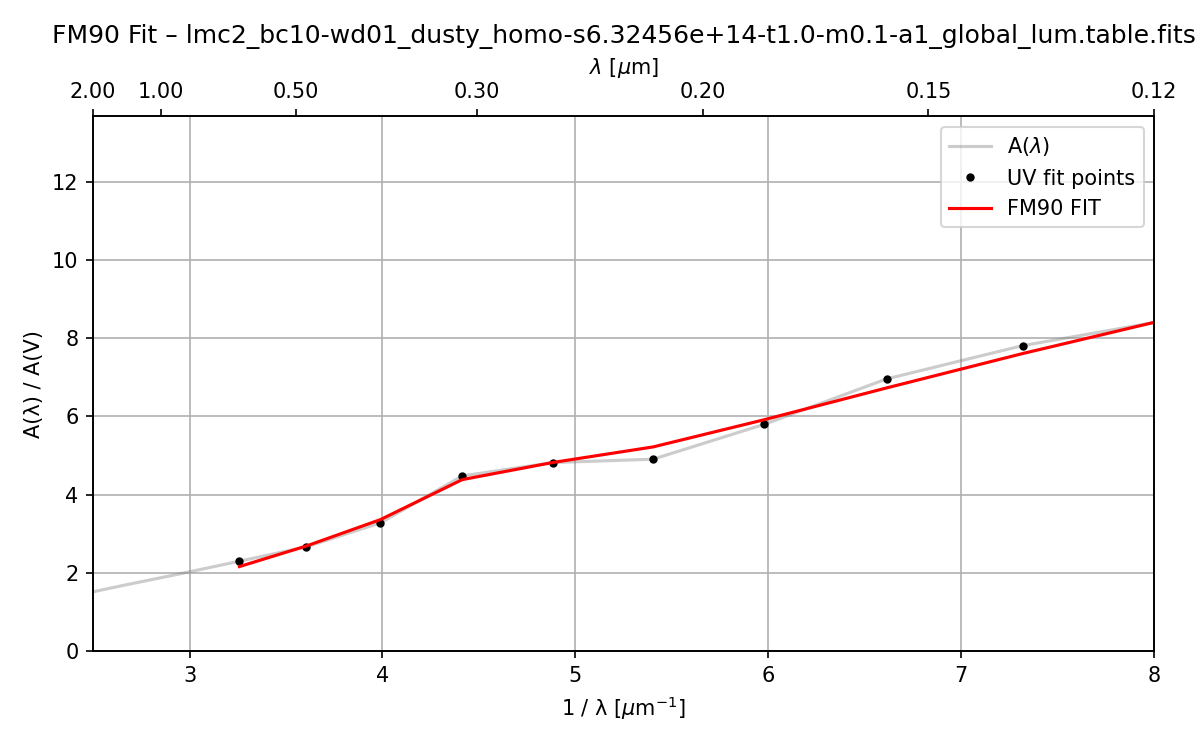 FM90 Fit – lmc2_bc10-wd01_dusty_homo-s6.32456e+14-t1.0-m0.1-a1_global_lum.table.fits
λ [μm]
2.00 1.00 0.50 0.30 0.20 0.15 0.12
A(λ)
UV fit points
FM90 FIT
A(λ) / A(V)
12
10
8
6
4
2
0
3 4 5 6 7 8
1 / λ [μm⁻¹]